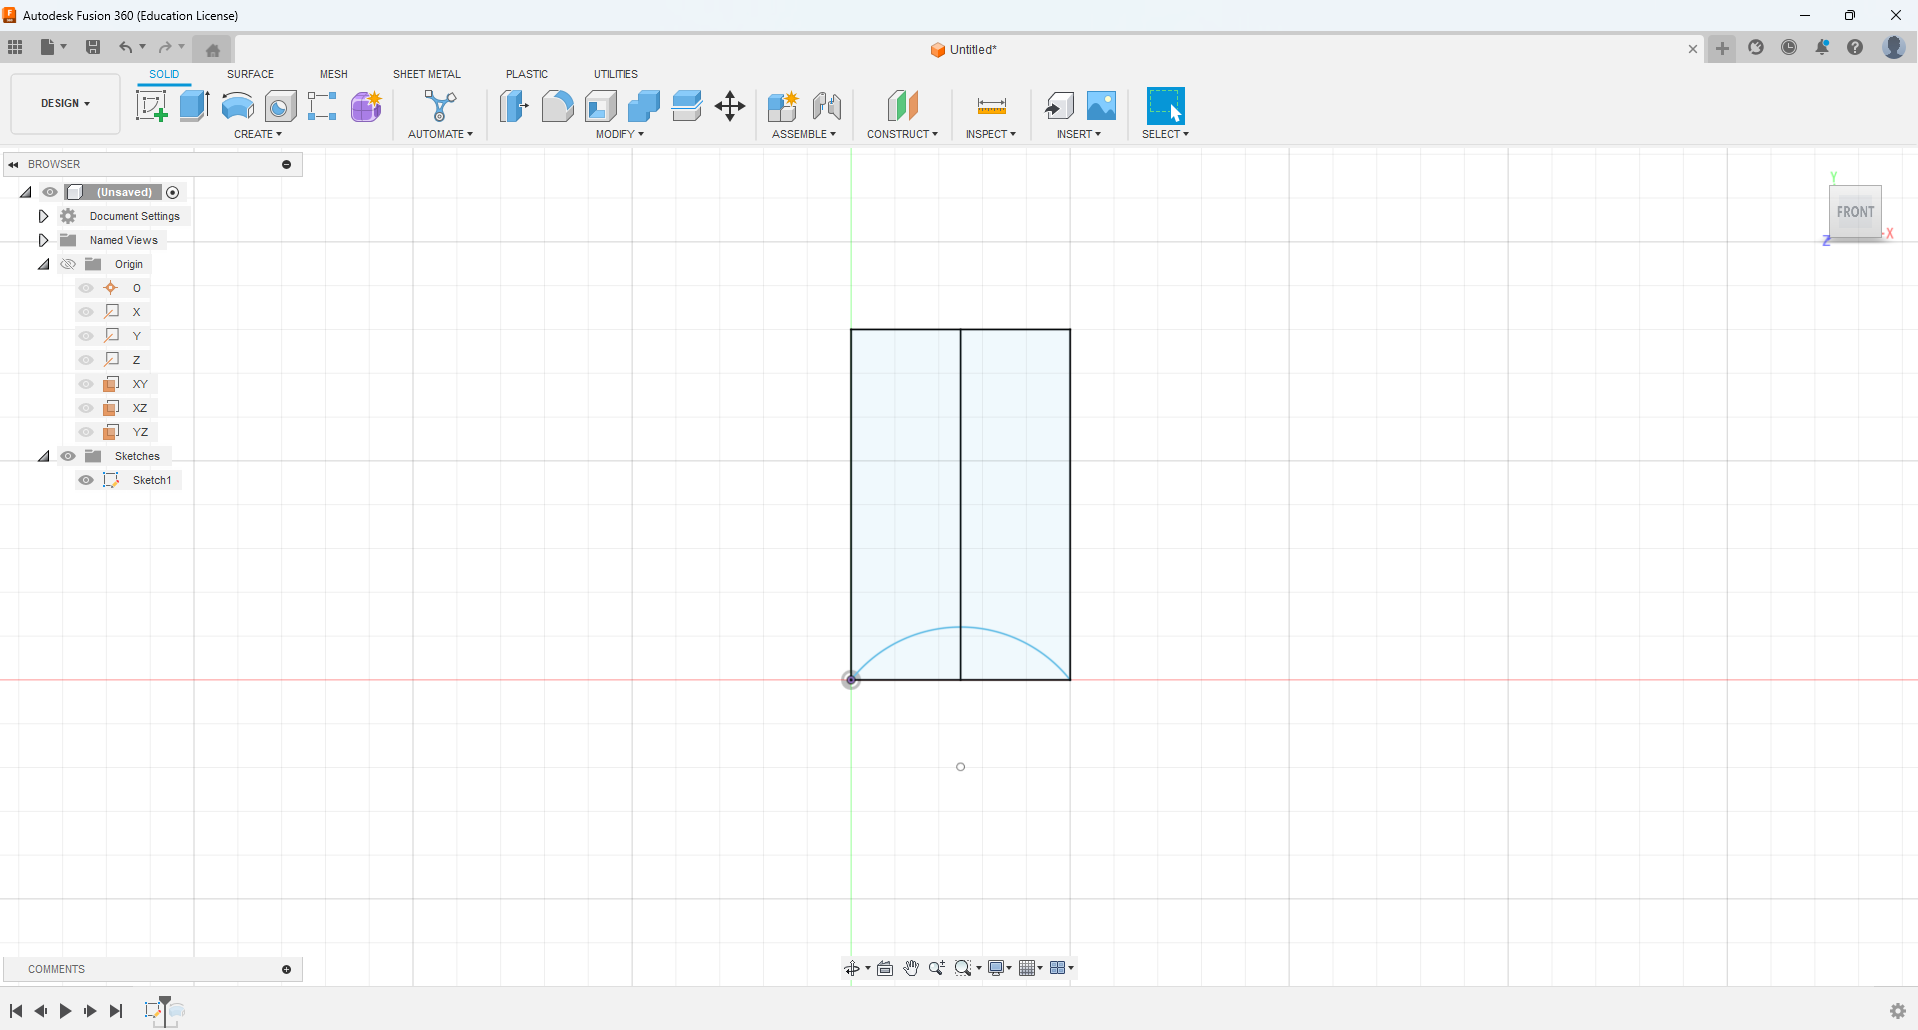 Autodesk Fusion 360 (Education License)
Untitled*
SOLID SURFACE MESH SHEET METAL PLASTIC UTILITIES
DESIGN
CREATE AUTOMATE MODIFY ASSEMBLE CONSTRUCT INSPECT INSERT SELECT
BROWSER
(Unsaved)
Document Settings
Named Views
Origin
O
X
Y
Z
XY
XZ
YZ
Sketches
Sketch1
Y
FRONT
X
Z
COMMENTS